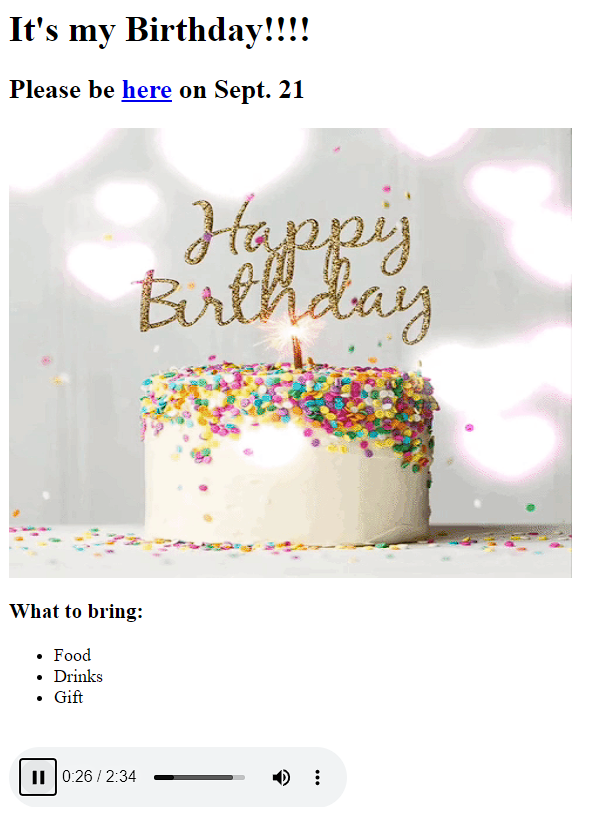 It's my Birthday!!!!
Please be here on Sept. 21
Happy
Birthday
What to bring:
Food
Drinks
Gift
0:26 / 2:34